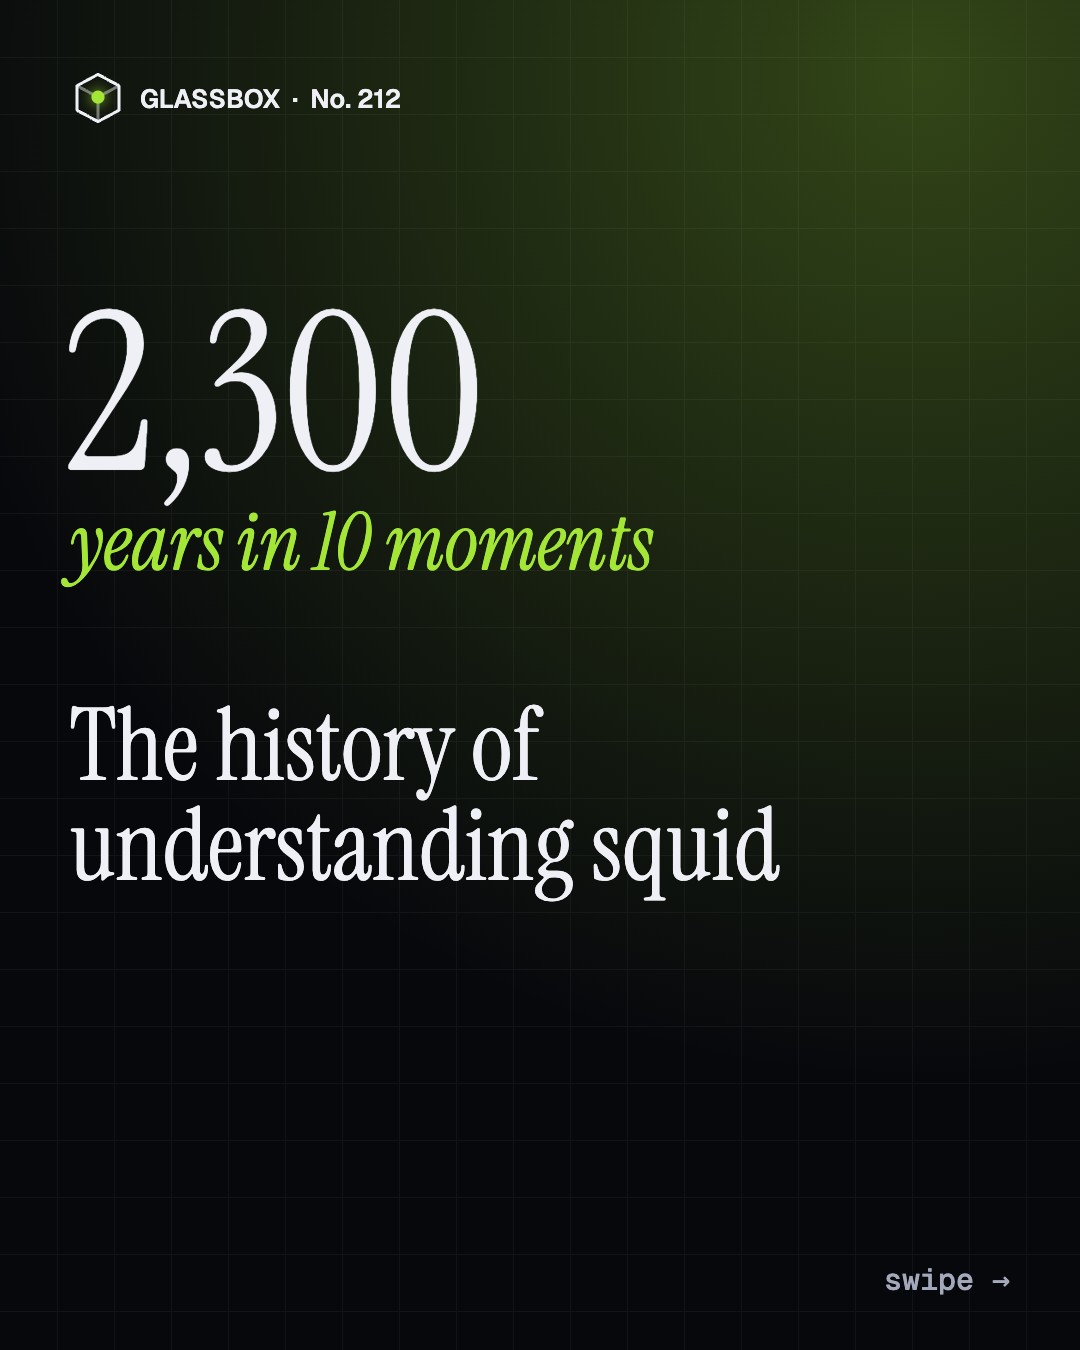 GLASSBOX · No. 212
2,300
years in 10 moments
The history of
understanding squid
swipe →